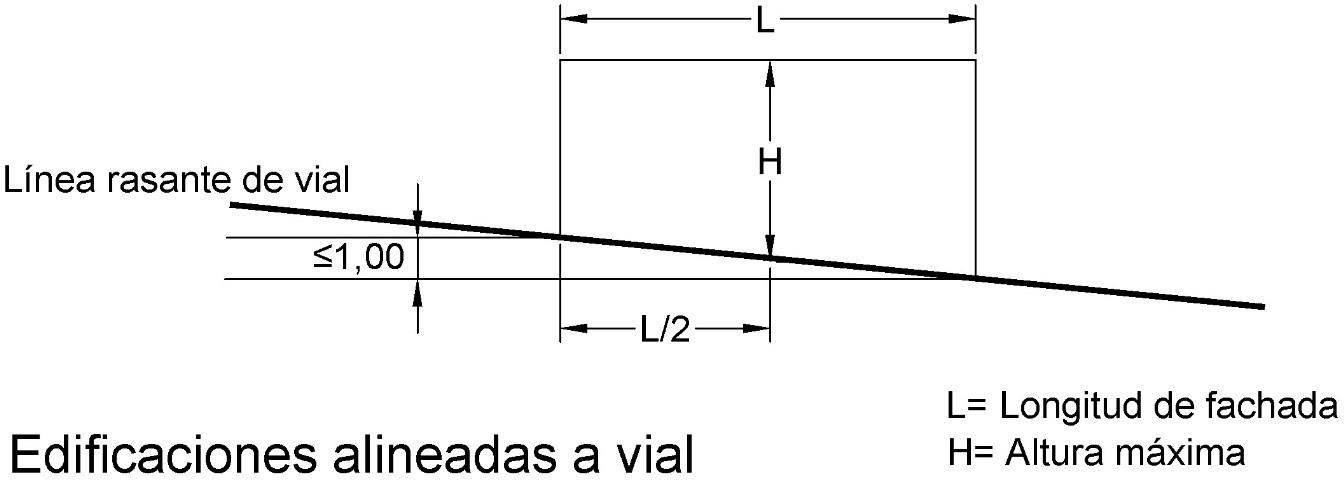 L
H
Línea rasante de vial
≤1,00
L/2
L= Longitud de fachada
Edificaciones alineadas a vial
H= Altura máxima